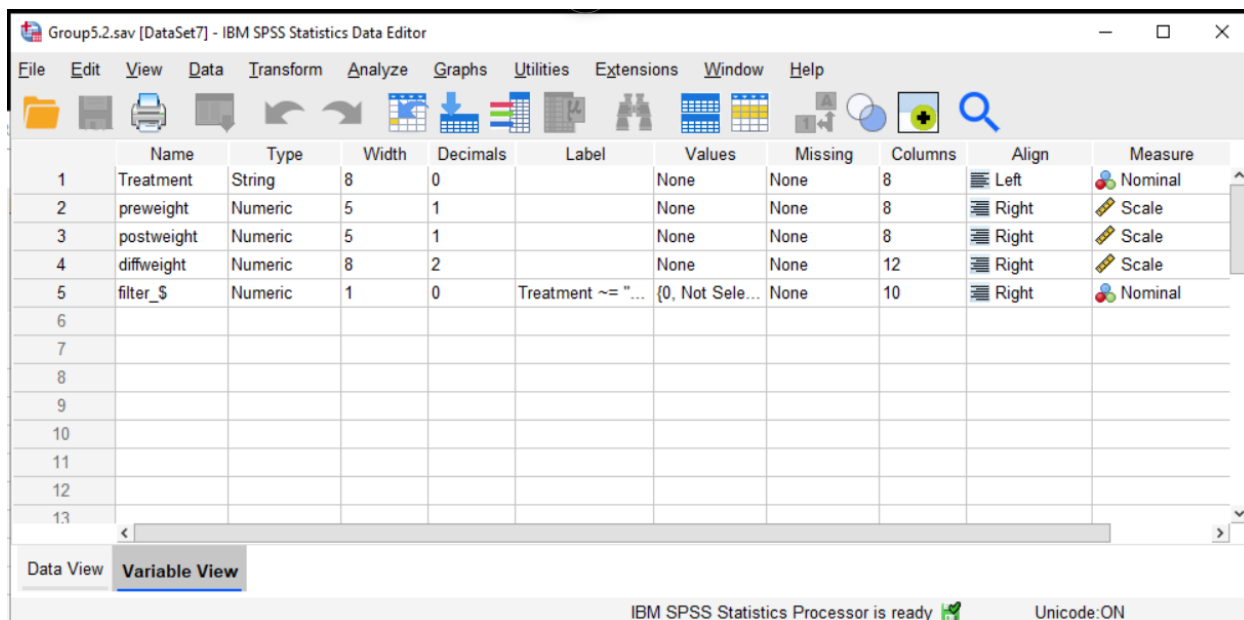 Group5.2.sav [DataSet7] - IBM SPSS Statistics Data Editor
File Edit View Data Transform Analyze Graphs Utilities Extensions Window Help
Name Type Width Decimals Label Values Missing Columns Align Measure
1 Treatment String 8 0 None None 8 Left Nominal
2 preweight Numeric 5 1 None None 8 Right Scale
3 postweight Numeric 5 1 None None 8 Right Scale
4 diffweight Numeric 8 2 None None 12 Right Scale
5 filter_$ Numeric 1 0 Treatment ~= "... {0, Not Sele... None 10 Right Nominal
6
7
8
9
10
11
12
13
Data View Variable View
IBM SPSS Statistics Processor is ready Unicode:ON